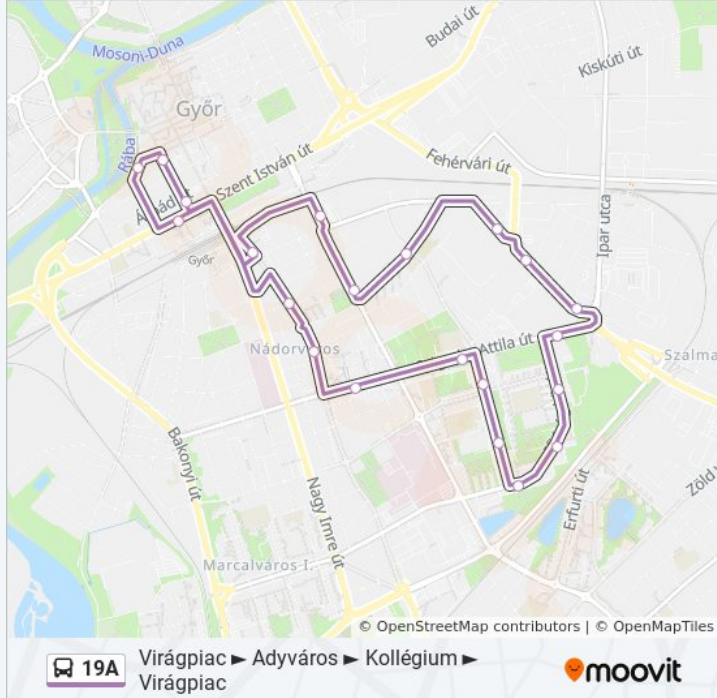 Mosoni-Duna
Budai út
Kiskúti út
Győr
Rába
Szent István út
Fehérvári út
Ipar utca
Győr
Nádorváros
Attila út
Szálma
Bakonyi út
Nagy Imre út
Erfurti út
Zöld
Marcalváros I.
© OpenStreetMap contributors | © OpenMapTiles
19A
Virágpiac ► Adyváros ► Kollégium ►
Virágpiac
moovit